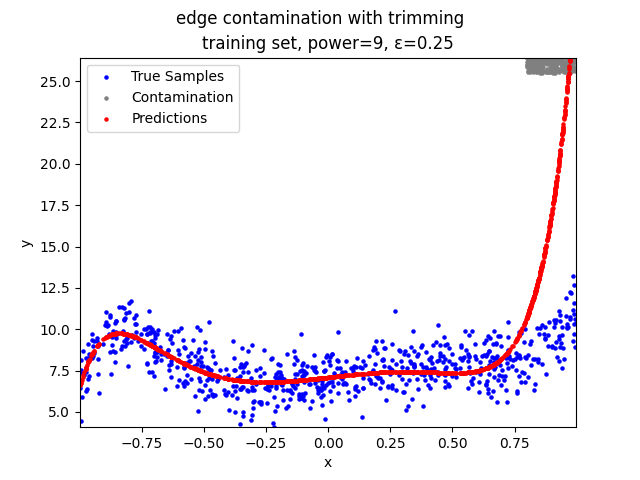 edge contamination with trimming
training set, power=9, ε=0.25
True Samples
Contamination
Predictions
25.0
22.5
20.0
17.5
15.0
12.5
10.0
7.5
5.0
y
−0.75 −0.50 −0.25 0.00 0.25 0.50 0.75
x